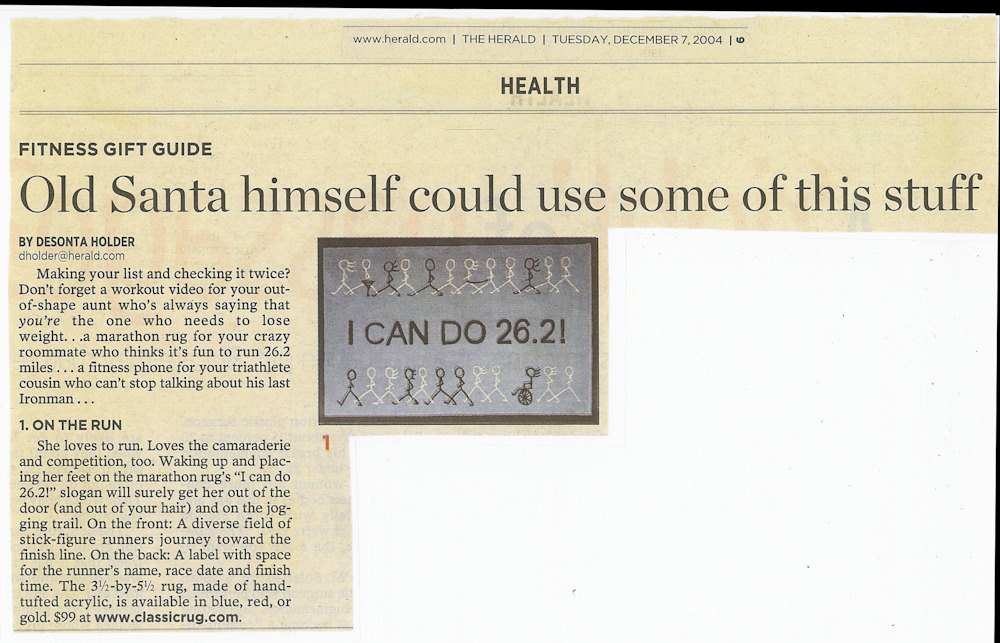 www.herald.com | THE HERALD | TUESDAY, DECEMBER 7, 2004 | 6
HEALTH
FITNESS GIFT GUIDE
Old Santa himself could use some of this stuff
BY DESONTA HOLDER
dholder@herald.com
Making your list and checking it twice?
Don't forget a workout video for your out-
of-shape aunt who's always saying that
you're the one who needs to lose
weight. . .a marathon rug for your crazy
roommate who thinks it's fun to run 26.2
miles . . . a fitness phone for your triathlete
cousin who can't stop talking about his last
Ironman . . .
1. ON THE RUN
She loves to run. Loves the camaraderie
and competition, too. Waking up and plac-
ing her feet on the marathon rug's "I can do
26.2!" slogan will surely get her out of the
door (and out of your hair) and on the jog-
ging trail. On the front: A diverse field of
stick-figure runners journey toward the
finish line. On the back: A label with space
for the runner's name, race date and finish
time. The 3½-by-5½ rug, made of hand-
tufted acrylic, is available in blue, red, or
gold. $99 at www.classicrug.com.
I CAN DO 26.2!
1